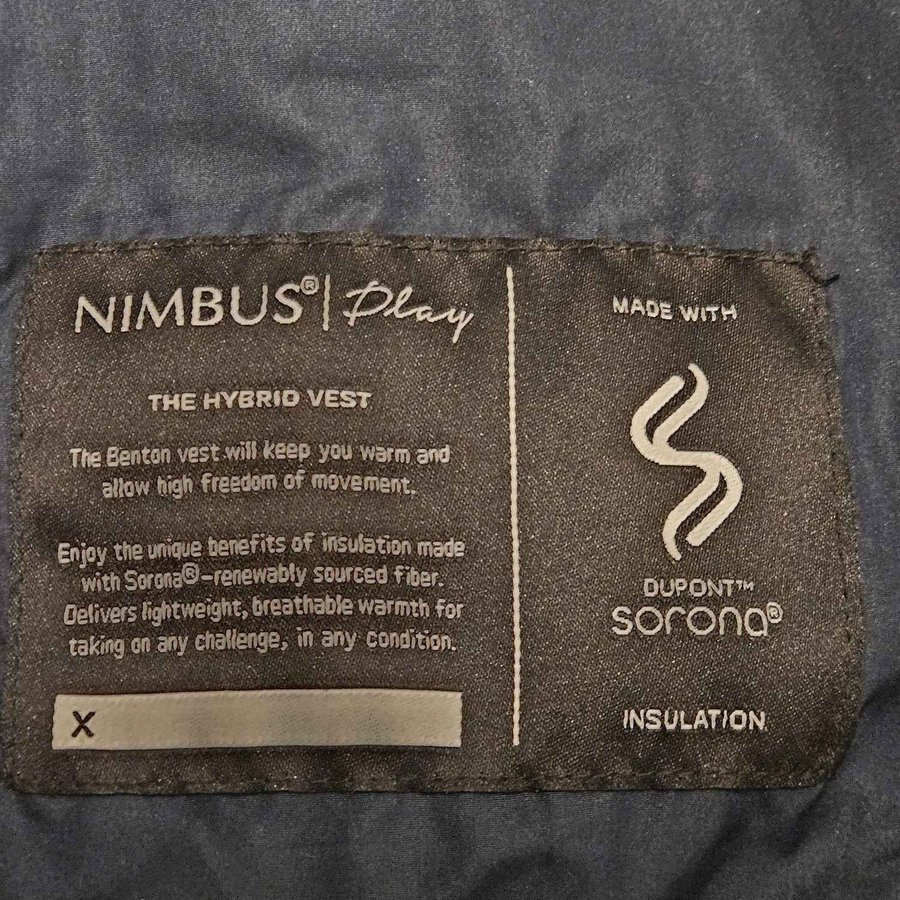 NIMBUS® | Play
THE HYBRID VEST
The Benton vest will keep you warm and
allow high freedom of movement.
Enjoy the unique benefits of insulation made
with Sorona®-renewably sourced fiber.
Delivers lightweight, breathable warmth for
taking on any challenge, in any condition.
X
MADE WITH
DUPONT™
sorona®
INSULATION